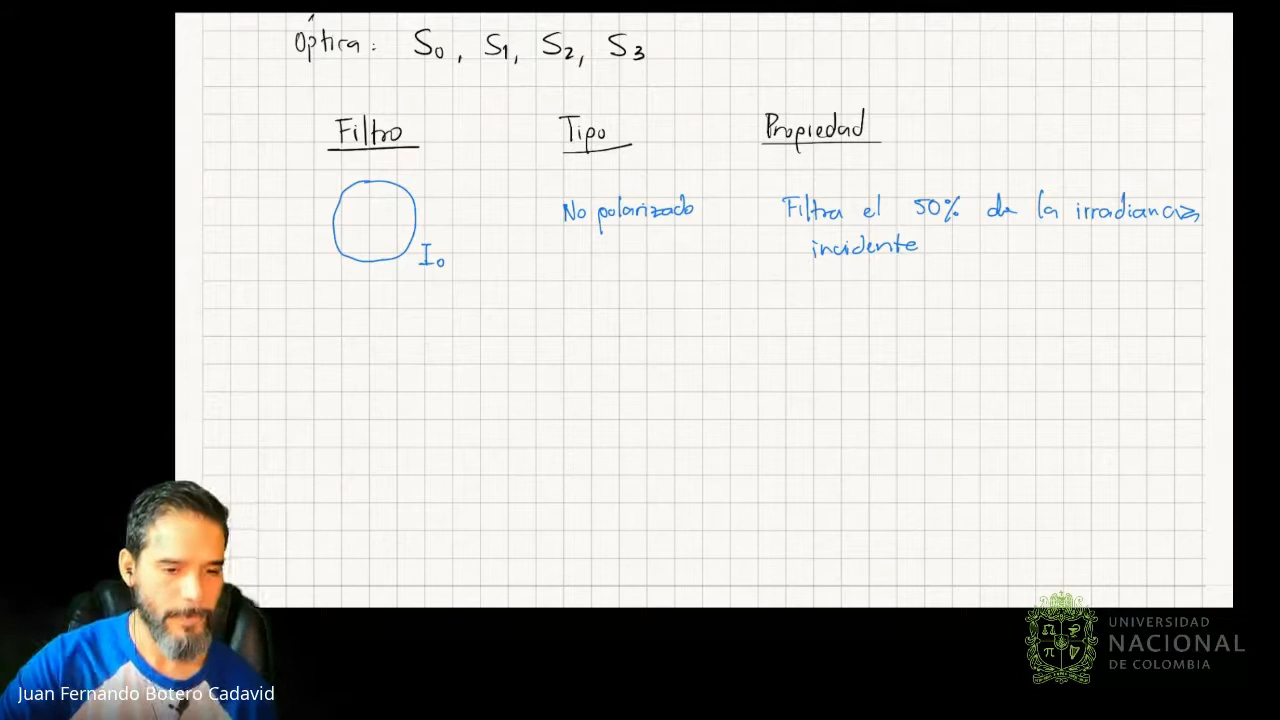 Óptica: S₀, S₁, S₂, S₃
Filtro Tipo Propiedad
No polarizado Filtra el 50% de la irradiancia
I₀ incidente
UNIVERSIDAD
NACIONAL
DE COLOMBIA
Juan Fernando Botero Cadavid